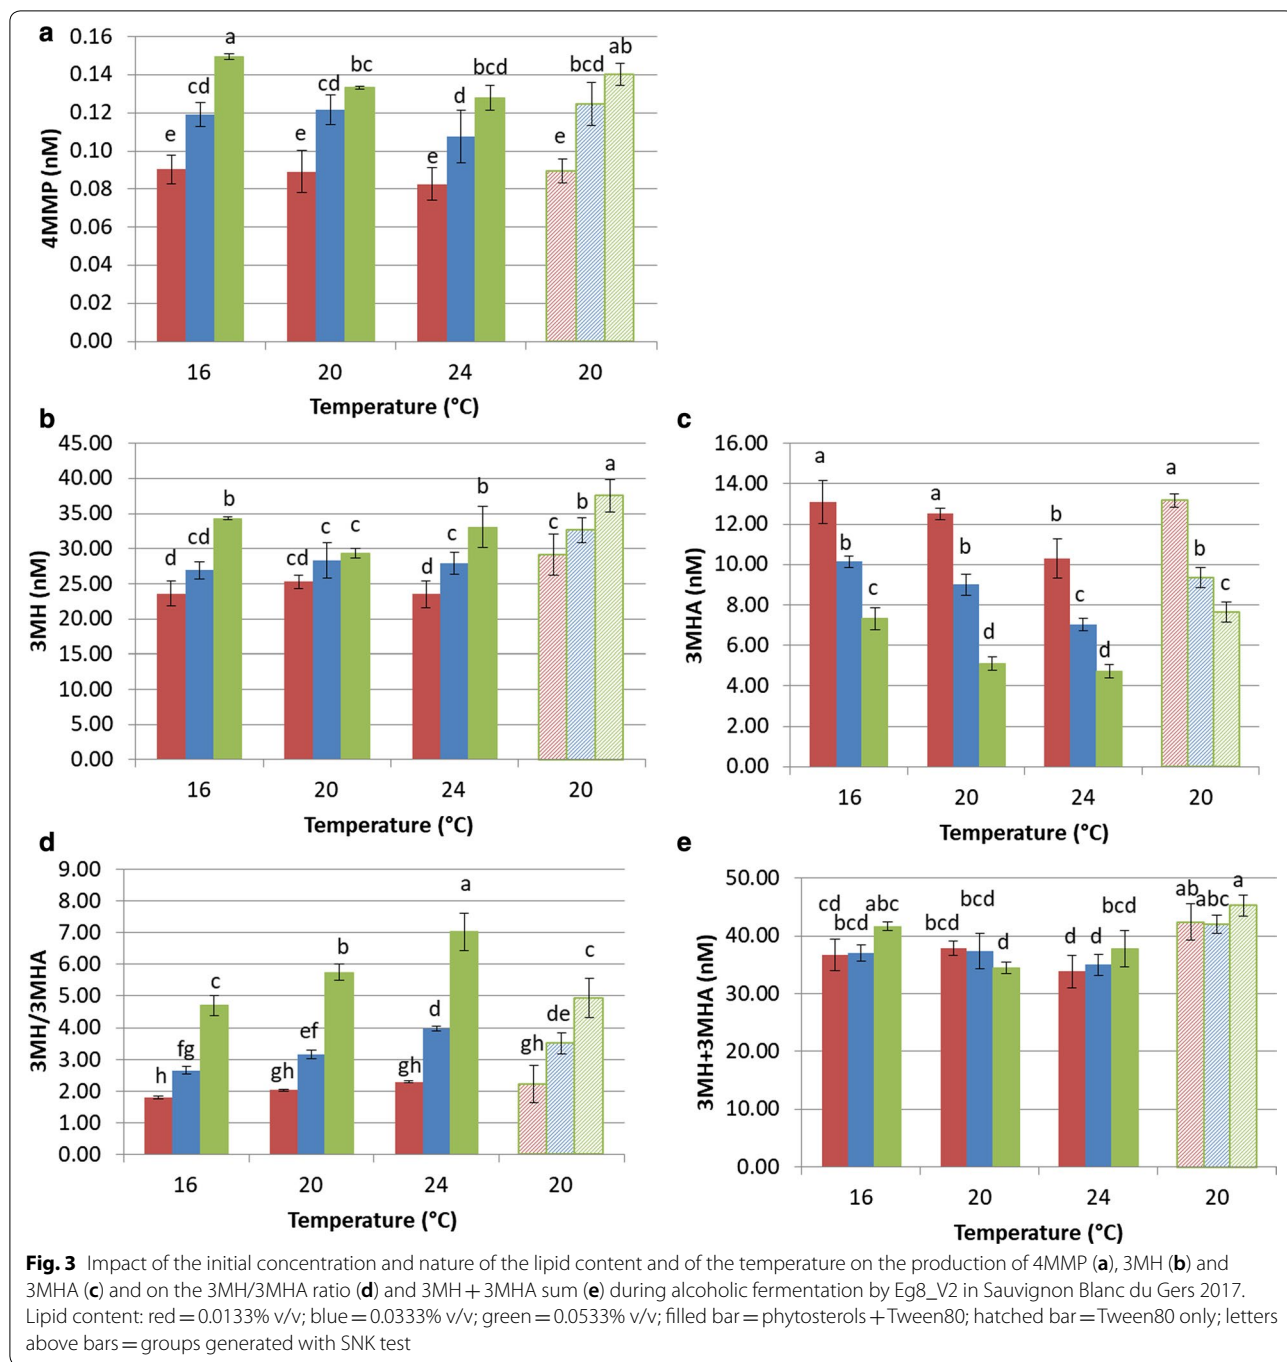 a
0.16
0.14
0.12
0.10
0.08
0.06
0.04
0.02
0.00
4MMP (nM)
e cd a
e cd bc
e d bcd
e bcd ab
16 20 24 20
Temperature (°C)
b
45.00
40.00
35.00
30.00
25.00
20.00
15.00
10.00
5.00
0.00
3MH (nM)
d cd b
cd c c
d c b
c b a
16 20 24 20
Temperature (°C)
c
16.00
14.00
12.00
10.00
8.00
6.00
4.00
2.00
0.00
3MHA (nM)
a b c
a b d
b c d
a b c
16 20 24 20
Temperature (°C)
d
9.00
8.00
7.00
6.00
5.00
4.00
3.00
2.00
1.00
0.00
3MH/3MHA
h fg c
gh ef b
gh d a
gh de c
16 20 24 20
Temperature (°C)
e
50.00
40.00
30.00
20.00
10.00
0.00
3MH+3MHA (nM)
cd bcd abc
bcd bcd d
d d bcd
ab abc a
16 20 24 20
Temperature (°C)
Fig. 3 Impact of the initial concentration and nature of the lipid content and of the temperature on the production of 4MMP (a), 3MH (b) and
3MHA (c) and on the 3MH/3MHA ratio (d) and 3MH + 3MHA sum (e) during alcoholic fermentation by Eg8_V2 in Sauvignon Blanc du Gers 2017.
Lipid content: red = 0.0133% v/v; blue = 0.0333% v/v; green = 0.0533% v/v; filled bar = phytosterols + Tween80; hatched bar = Tween80 only; letters
above bars = groups generated with SNK test